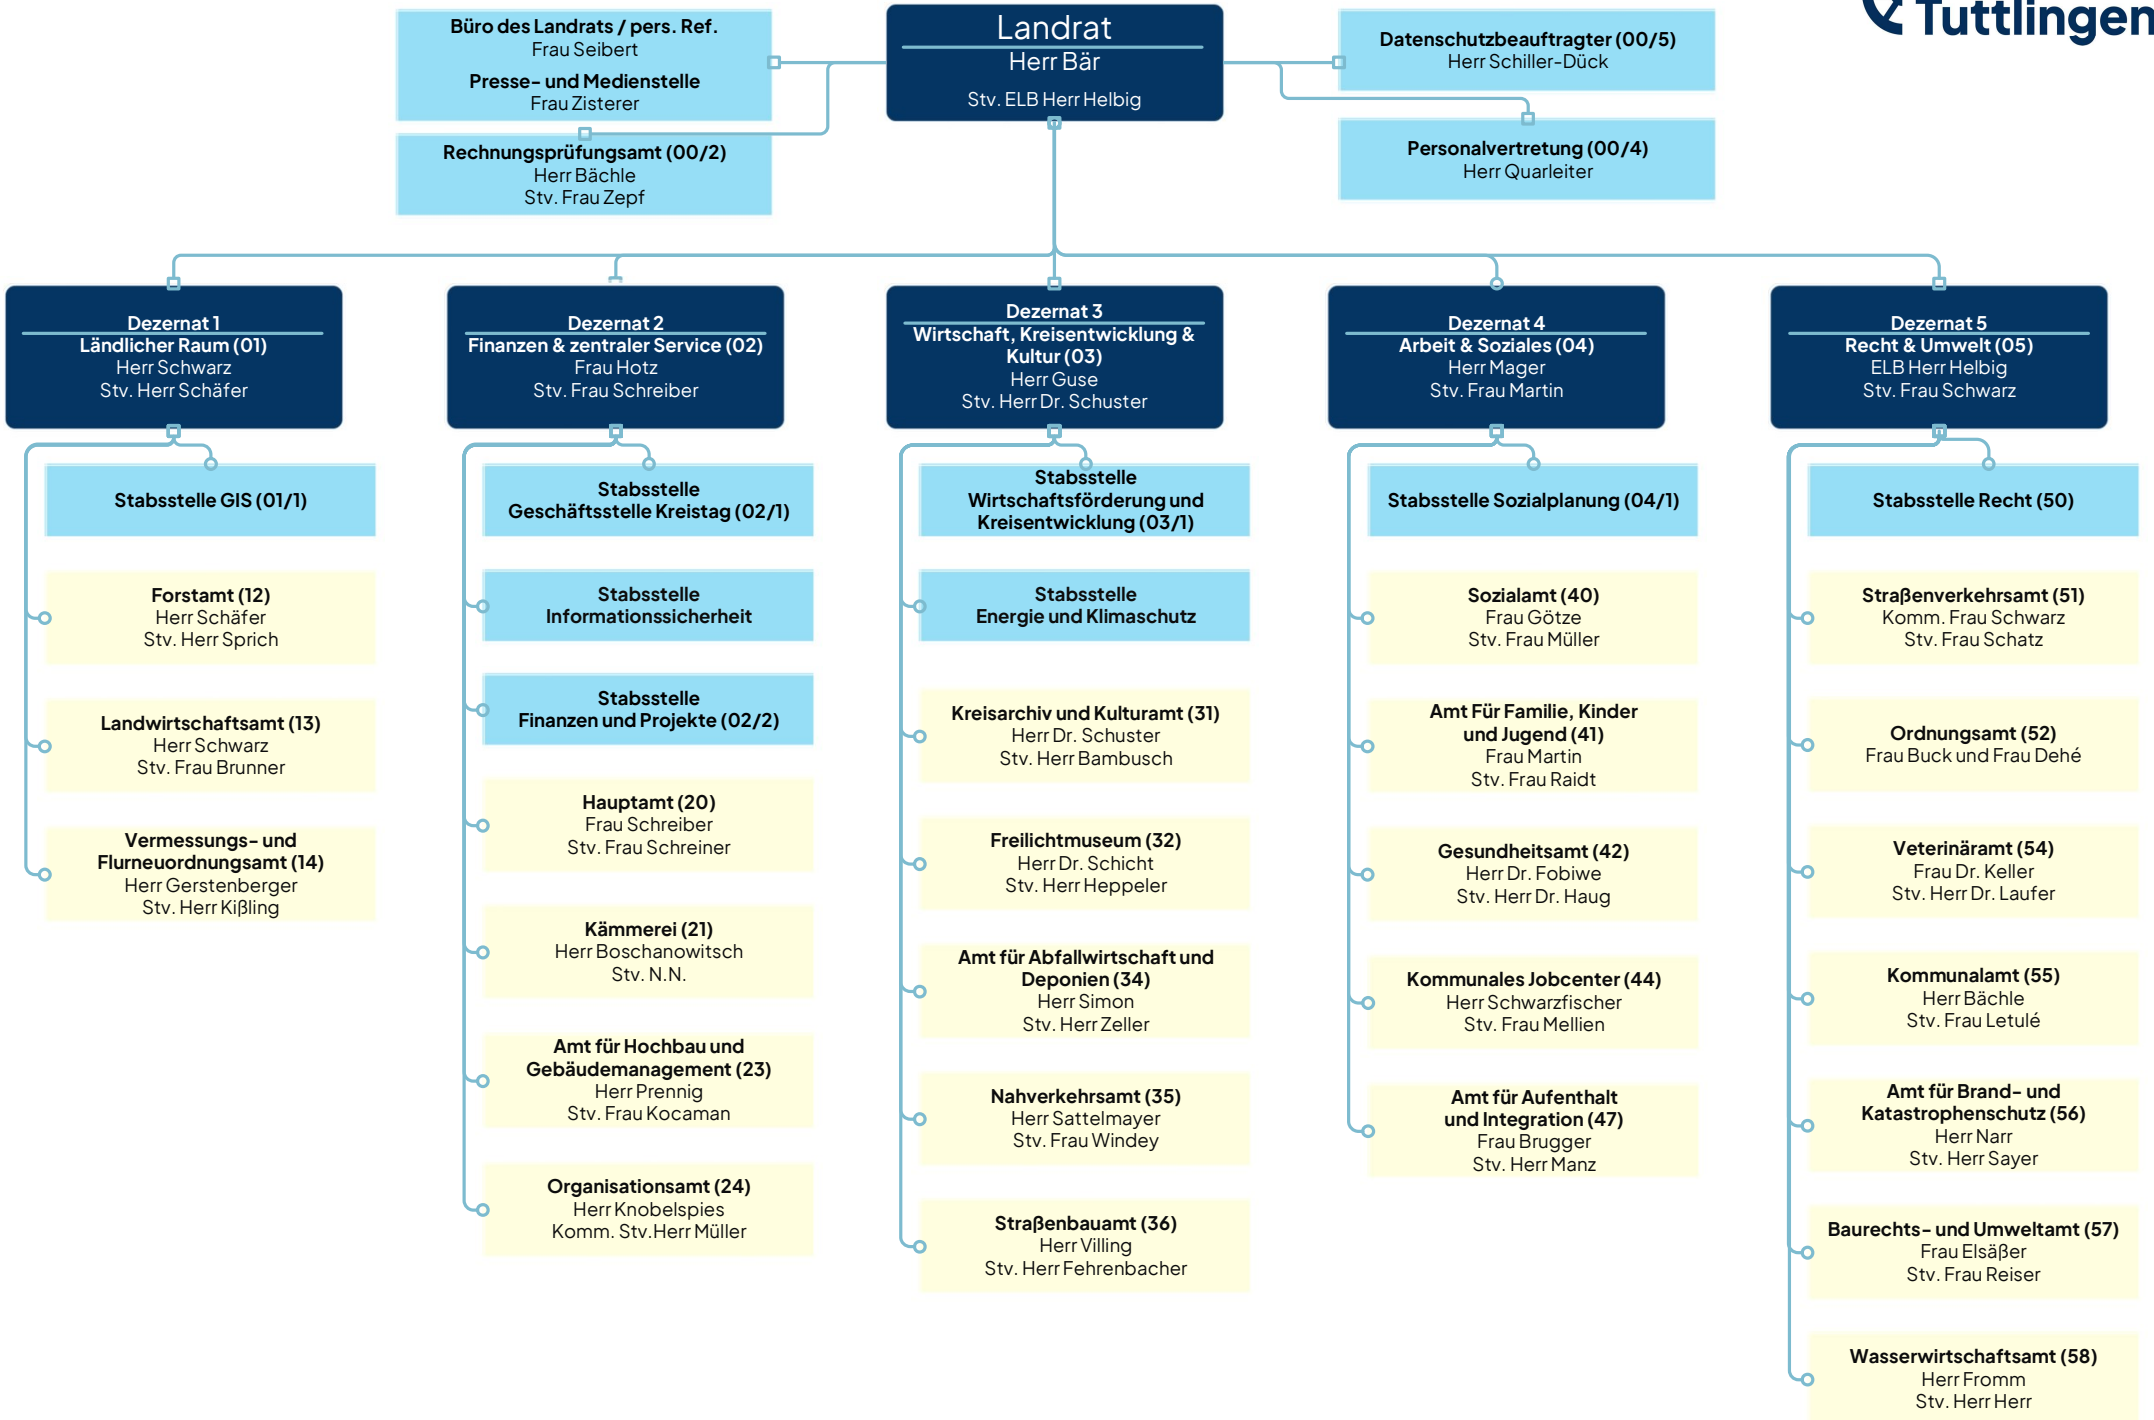 Tuttlingen
Büro des Landrats / pers. Ref.
Frau Seibert
Presse- und Medienstelle
Frau Zisterer
Rechnungsprüfungsamt (00/2)
Herr Bächle
Stv. Frau Zepf
Landrat
Herr Bär
Stv. ELB Herr Helbig
Datenschutzbeauftragter (00/5)
Herr Schiller-Dück
Personalvertretung (00/4)
Herr Quarleiter
Dezernat 1
Ländlicher Raum (01)
Herr Schwarz
Stv. Herr Schäfer
Stabsstelle GIS (01/1)
Forstamt (12)
Herr Schäfer
Stv. Herr Sprich
Landwirtschaftsamt (13)
Herr Schwarz
Stv. Frau Brunner
Vermessungs- und
Flurneuordnungsamt (14)
Herr Gerstenberger
Stv. Herr Kißling
Dezernat 2
Finanzen & zentraler Service (02)
Frau Hotz
Stv. Frau Schreiber
Stabsstelle
Geschäftsstelle Kreistag (02/1)
Stabsstelle
Informationssicherheit
Stabsstelle
Finanzen und Projekte (02/2)
Hauptamt (20)
Frau Schreiber
Stv. Frau Schreiner
Kämmerei (21)
Herr Boschanowitsch
Stv. N.N.
Amt für Hochbau und
Gebäudemanagement (23)
Herr Prennig
Stv. Frau Kocaman
Organisationsamt (24)
Herr Knobelspies
Komm. Stv.Herr Müller
Dezernat 3
Wirtschaft, Kreisentwicklung &
Kultur (03)
Herr Guse
Stv. Herr Dr. Schuster
Stabsstelle
Wirtschaftsförderung und
Kreisentwicklung (03/1)
Stabsstelle
Energie und Klimaschutz
Kreisarchiv und Kulturamt (31)
Herr Dr. Schuster
Stv. Herr Bambusch
Freilichtmuseum (32)
Herr Dr. Schicht
Stv. Herr Heppeler
Amt für Abfallwirtschaft und
Deponien (34)
Herr Simon
Stv. Herr Zeller
Nahverkehrsamt (35)
Herr Sattelmayer
Stv. Frau Windey
Straßenbauamt (36)
Herr Villing
Stv. Herr Fehrenbacher
Dezernat 4
Arbeit & Soziales (04)
Herr Mager
Stv. Frau Martin
Stabsstelle Sozialplanung (04/1)
Sozialamt (40)
Frau Götze
Stv. Frau Müller
Amt Für Familie, Kinder
und Jugend (41)
Frau Martin
Stv. Frau Raidt
Gesundheitsamt (42)
Herr Dr. Fobiwe
Stv. Herr Dr. Haug
Kommunales Jobcenter (44)
Herr Schwarzfischer
Stv. Frau Mellien
Amt für Aufenthalt
und Integration (47)
Frau Brugger
Stv. Herr Manz
Dezernat 5
Recht & Umwelt (05)
ELB Herr Helbig
Stv. Frau Schwarz
Stabsstelle Recht (50)
Straßenverkehrsamt (51)
Komm. Frau Schwarz
Stv. Frau Schatz
Ordnungsamt (52)
Frau Buck und Frau Dehé
Veterinäramt (54)
Frau Dr. Keller
Stv. Herr Dr. Laufer
Kommunalamt (55)
Herr Bächle
Stv. Frau Letulé
Amt für Brand- und
Katastrophenschutz (56)
Herr Narr
Stv. Herr Sayer
Baurechts- und Umweltamt (57)
Frau Elsäßer
Stv. Frau Reiser
Wasserwirtschaftsamt (58)
Herr Fromm
Stv. Herr Herr